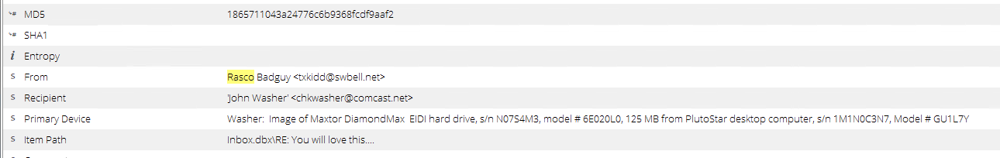 MD5 1865711043a24776c6b9368fcdf9aaf2
SHA1
Entropy
From Rasco Badguy <txkidd@swbell.net>
Recipient 'John Washer' <chkwasher@comcast.net>
Primary Device Washer: Image of Maxtor DiamondMax EIDI hard drive, s/n N07S4M3, model # 6E020L0, 125 MB from PlutoStar desktop computer, s/n 1M1N0C3N7, Model # GU1L7Y
Item Path Inbox.dbx\RE: You will love this....